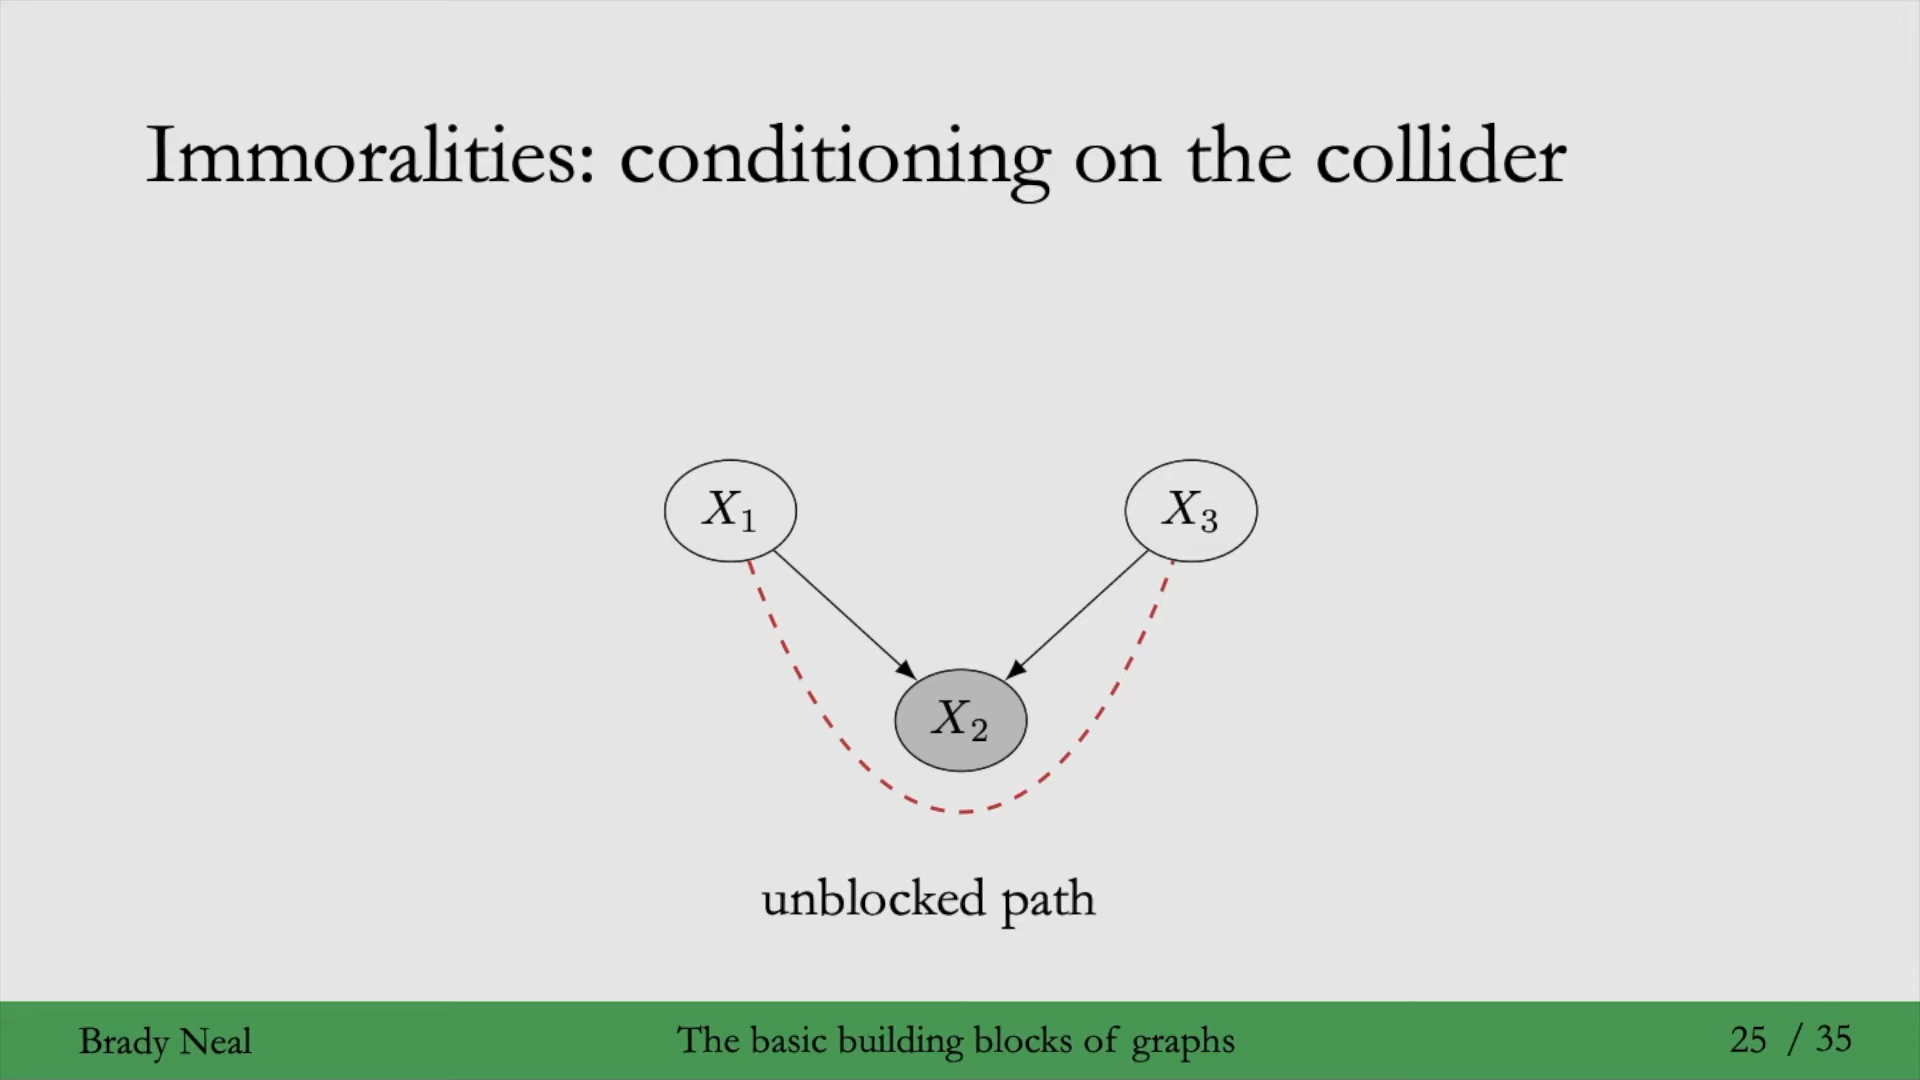 Immoralities: conditioning on the collider
X₁
X₃
X₂
unblocked path
Brady Neal
The basic building blocks of graphs
25 / 35